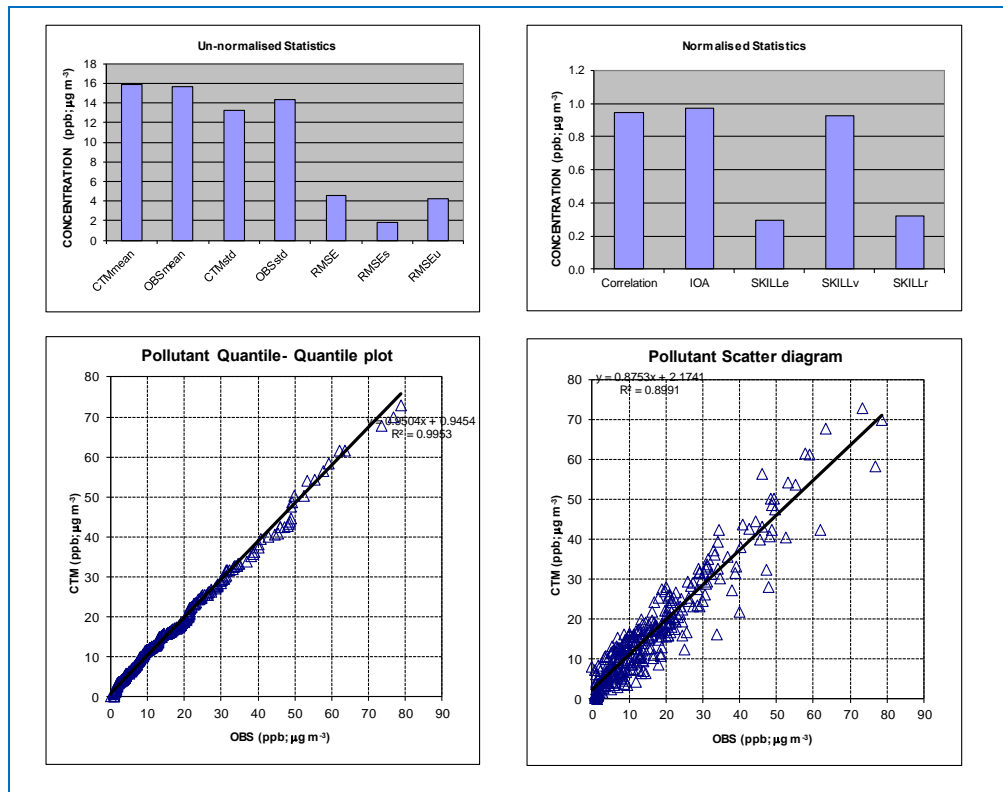 Un-normalised Statistics
CONCENTRATION (ppb; µg m⁻³)
18
16
14
12
10
8
6
4
2
0
CTMmean
OBSmean
CTMstd
OBSstd
RMSE
RMSEs
RMSEu
Normalised Statistics
CONCENTRATION (ppb; µg m⁻³)
1.2
1.0
0.8
0.6
0.4
0.2
0.0
Correlation IOA SKILLe SKILLv SKILLr
Pollutant Quantile- Quantile plot
y = 0.9504x + 0.9454
R² = 0.9953
CTM (ppb; µg m⁻³)
80
70
60
50
40
30
20
10
0
0 10 20 30 40 50 60 70 80 90
OBS (ppb; µg m⁻³)
Pollutant Scatter diagram
y = 0.8753x + 2.1741
R² = 0.8991
CTM (ppb; µg m⁻³)
80
70
60
50
40
30
20
10
0
0 10 20 30 40 50 60 70 80 90
OBS (ppb; µg m⁻³)